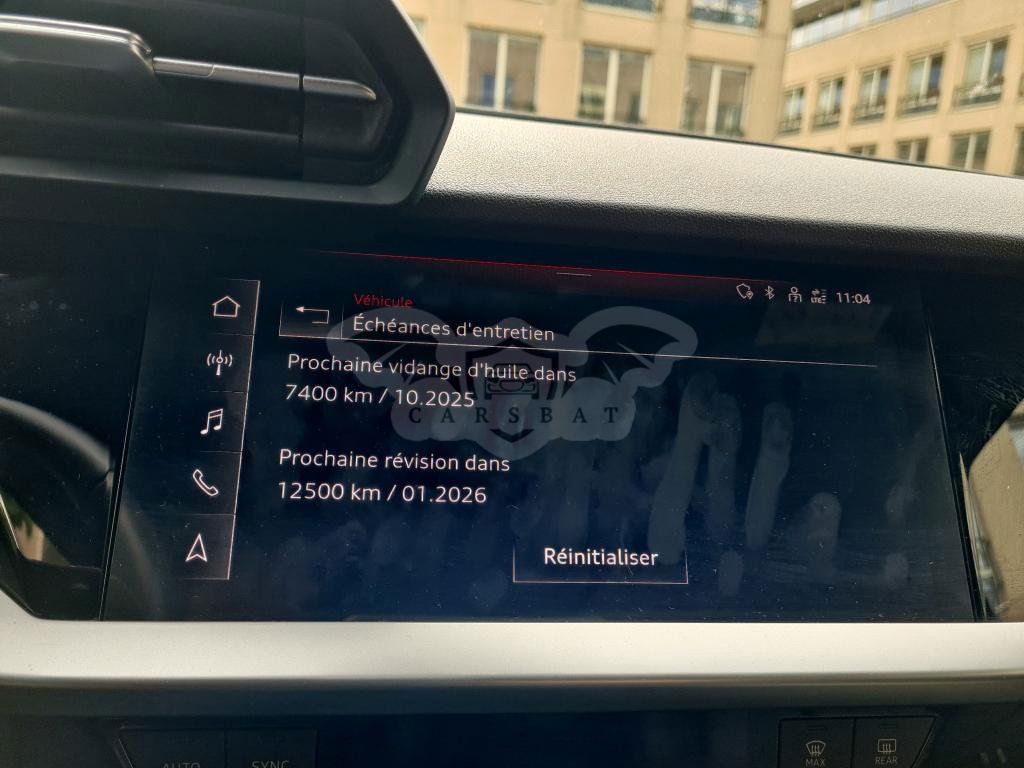 11:04
Véhicule
Échéances d'entretien
Prochaine vidange d'huile dans
7400 km / 10.2025
CARSBAT
Prochaine révision dans
12500 km / 01.2026
Réinitialiser
AUTO
SYNC
MAX
REAR